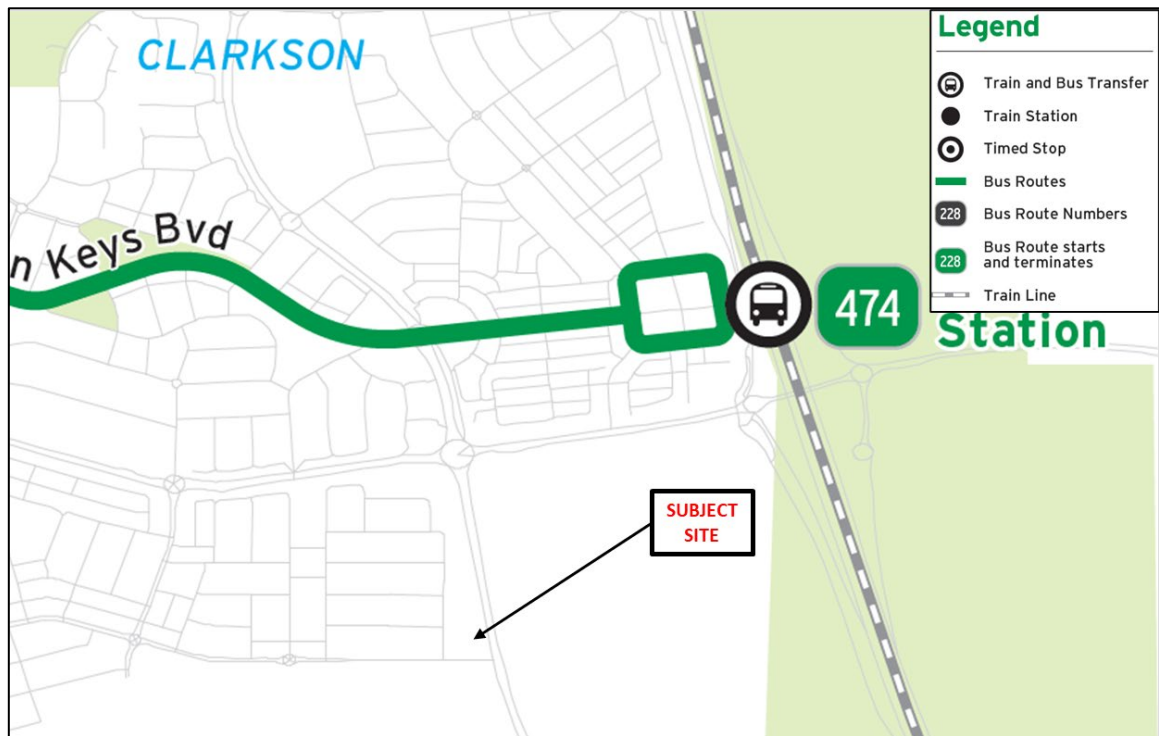 CLARKSON
n Keys Bvd
474
Station
SUBJECT
SITE
Legend
Train and Bus Transfer
Train Station
Timed Stop
Bus Routes
228
Bus Route Numbers
228
Bus Route starts
and terminates
Train Line